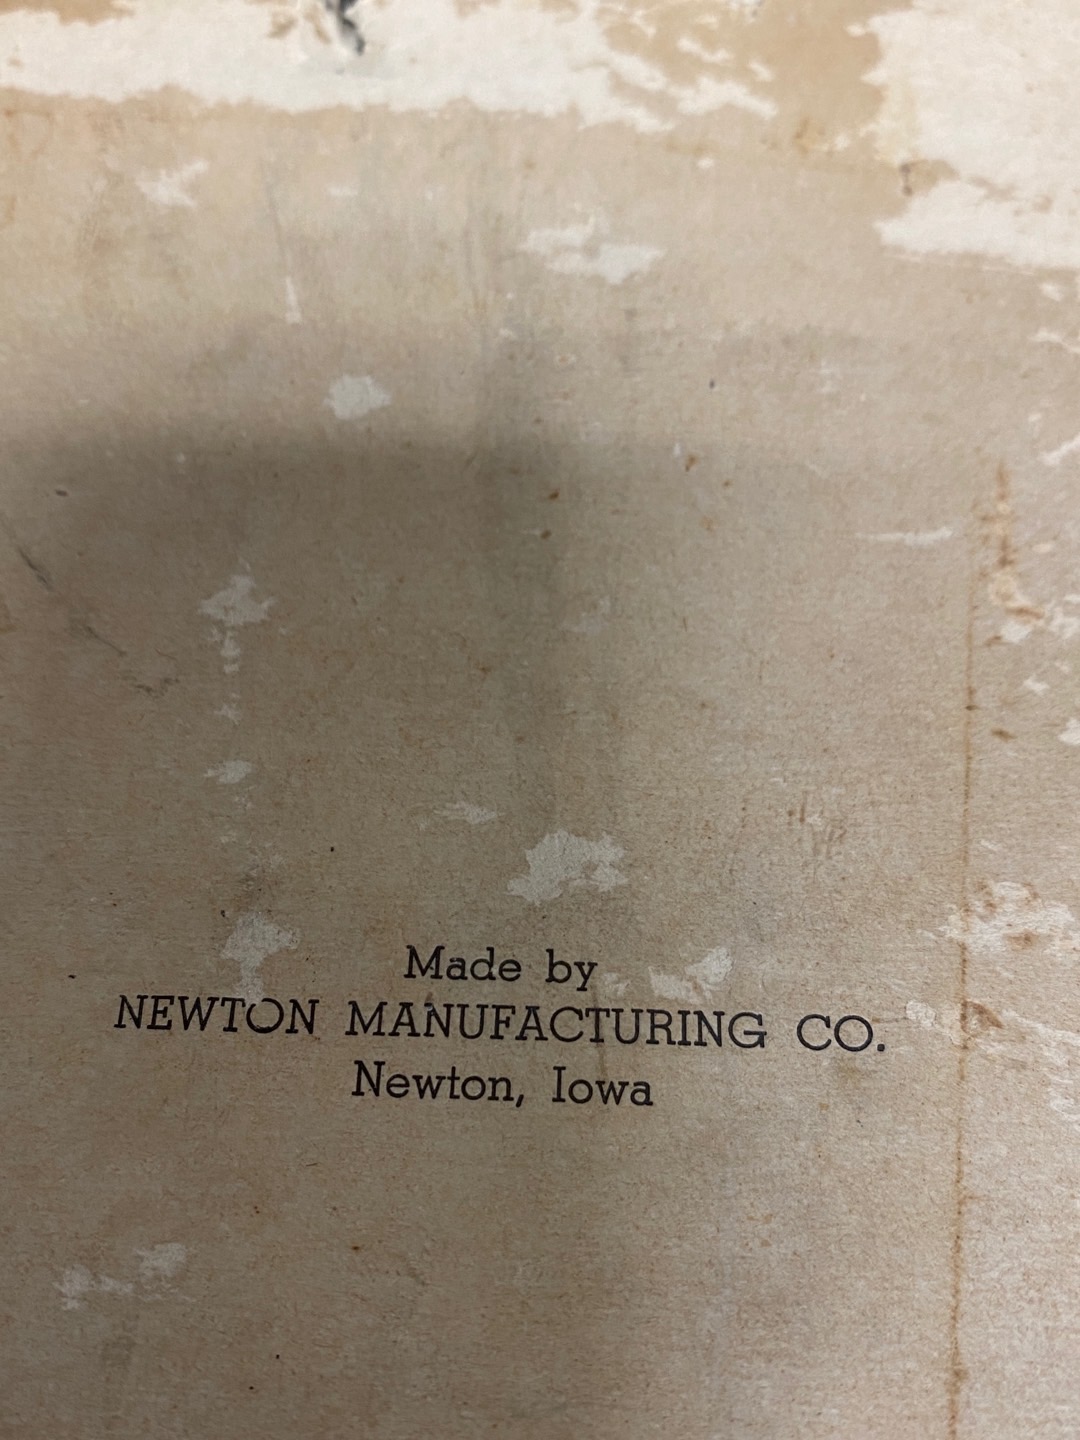 Made by
NEWTON MANUFACTURING CO.
Newton, Iowa